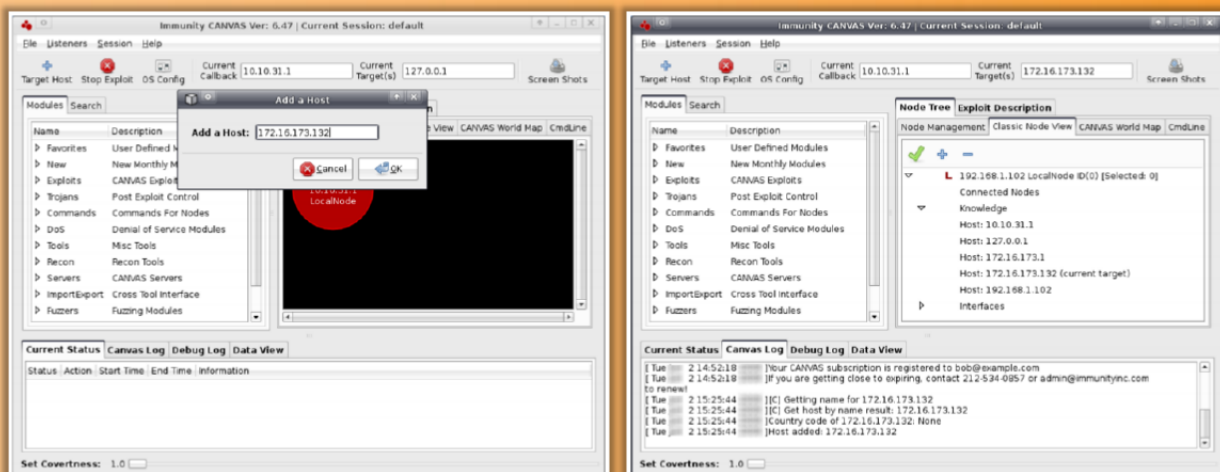 Immunity CANVAS Ver: 6.47 | Current Session: default
File Listeners Session Help
Target Host Stop Exploit OS Config Current Callback 10.10.31.1 Current Target(s) 127.0.0.1 Screen Shots
Modules Search
Add a Host
Add a Host: 172.16.173.132
Cancel OK
View CANVAS World Map CmdLine
Name Description
Favorites User Defined M
New New Monthly M
Exploits CANVAS Exploit
Trojans Post Exploit Control
Commands Commands For Nodes
DoS Denial of Service Modules
Tools Misc Tools
Recon Recon Tools
Servers CANVAS Servers
ImportExport Cross Tool Interface
Fuzzers Fuzzing Modules
10.10.31.1
LocalNode
Current Status Canvas Log Debug Log Data View
Status Action Start Time End Time Information
Set Covertness: 1.0
Immunity CANVAS Ver: 6.47 | Current Session: default
File Listeners Session Help
Target Host Stop Exploit OS Config Current Callback 10.10.31.1 Current Target(s) 172.16.173.132 Screen Shots
Modules Search
Name Description
Favorites User Defined Modules
New New Monthly Modules
Exploits CANVAS Exploits
Trojans Post Exploit Control
Commands Commands For Nodes
DoS Denial of Service Modules
Tools Misc Tools
Recon Recon Tools
Servers CANVAS Servers
ImportExport Cross Tool Interface
Fuzzers Fuzzing Modules
Node Tree Exploit Description
Node Management Classic Node View CANVAS World Map CmdLine
L 192.168.1.102 LocalNode ID(0) [Selected: 0]
Connected Nodes
Knowledge
Host: 10.10.31.1
Host: 127.0.0.1
Host: 172.16.173.1
Host: 172.16.173.132 (current target)
Host: 192.168.1.102
Interfaces
Current Status Canvas Log Debug Log Data View
[ Tue 2 14:52:18 ]Your CANVAS subscription is registered to bob@example.com
[ Tue 2 14:52:18 ]If you are getting close to expiring, contact 212-534-0857 or admin@immunityinc.com
to renew!
[ Tue 2 15:25:44 ][C] Getting name for 172.16.173.132
[ Tue 2 15:25:44 ][C] Get host by name result: 172.16.173.132
[ Tue 2 15:25:44 ]Country code of 172.16.173.132: None
[ Tue 2 15:25:44 ]Host added: 172.16.173.132
Set Covertness: 1.0